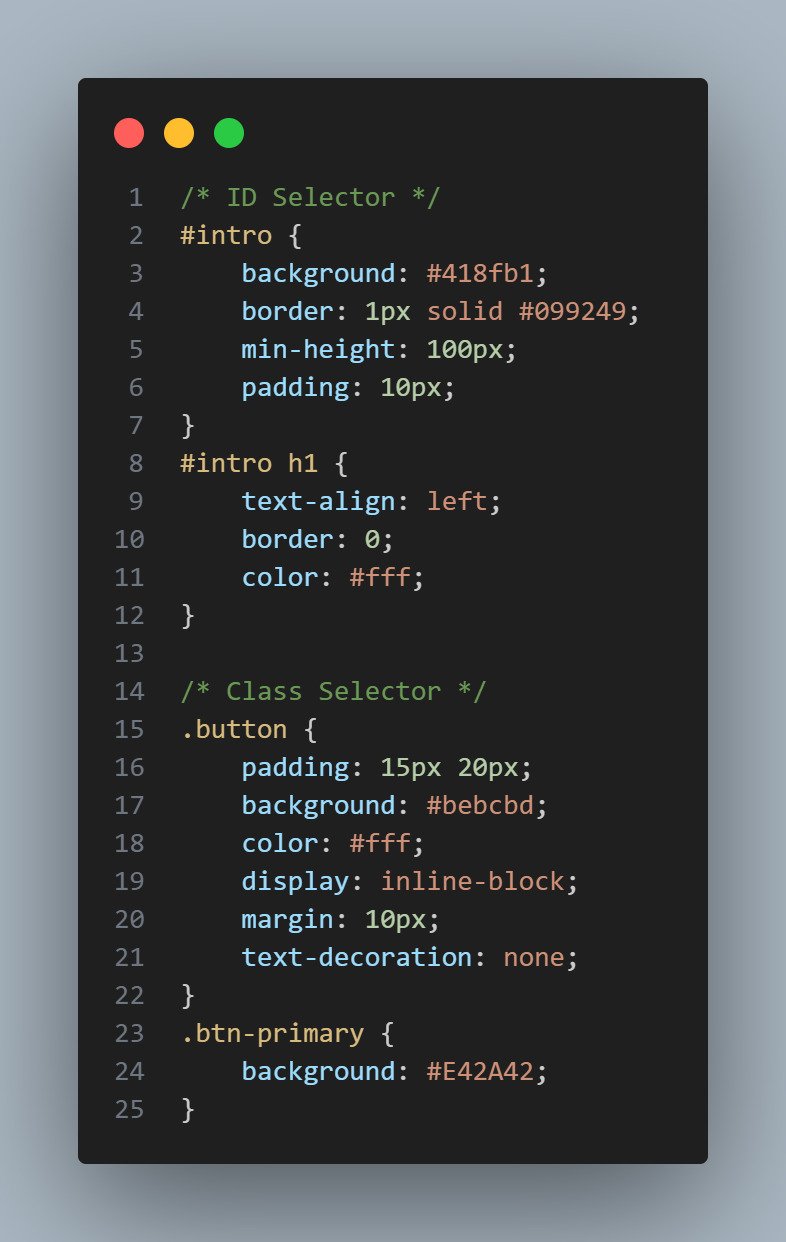 1 /* ID Selector */
2 #intro {
3     background: #418fb1;
4     border: 1px solid #099249;
5     min-height: 100px;
6     padding: 10px;
7 }
8 #intro h1 {
9     text-align: left;
10     border: 0;
11     color: #fff;
12 }
13
14 /* Class Selector */
15 .button {
16     padding: 15px 20px;
17     background: #bebcbd;
18     color: #fff;
19     display: inline-block;
20     margin: 10px;
21     text-decoration: none;
22 }
23 .btn-primary {
24     background: #E42A42;
25 }